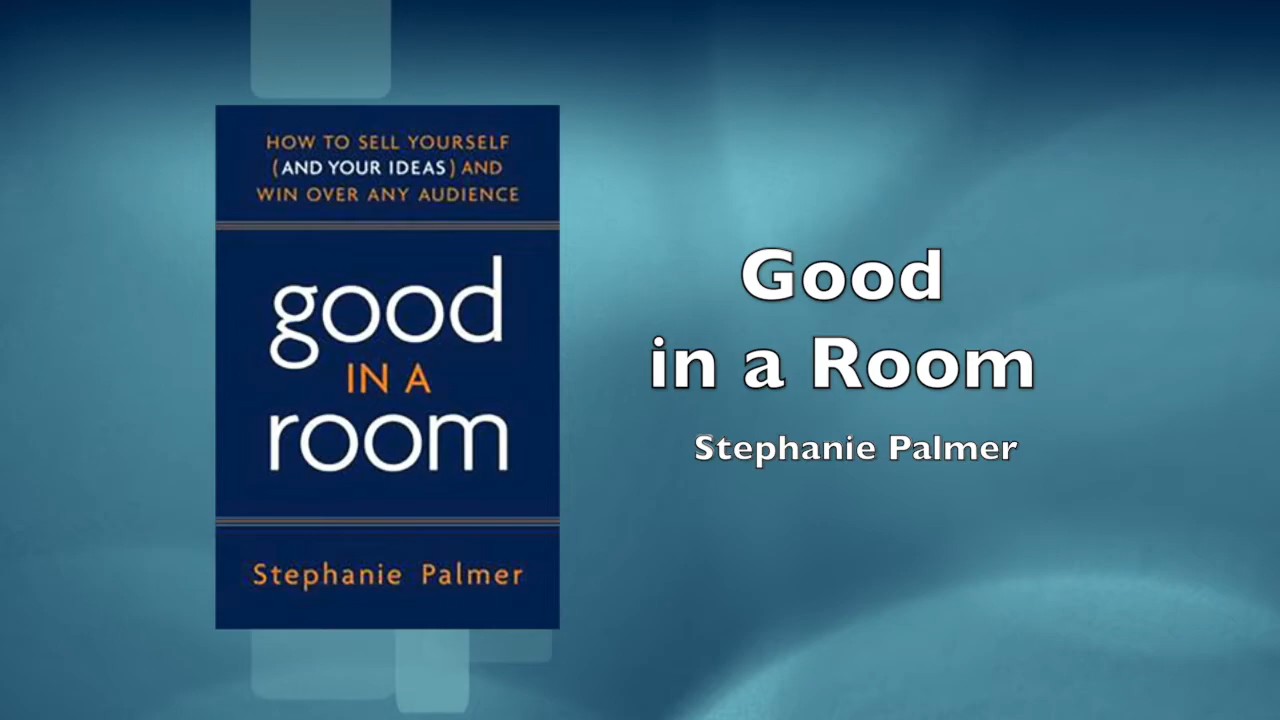 HOW TO SELL YOURSELF
(AND YOUR IDEAS) AND
WIN OVER ANY AUDIENCE
good
IN A
room
Stephanie Palmer
Good
in a Room
Stephanie Palmer